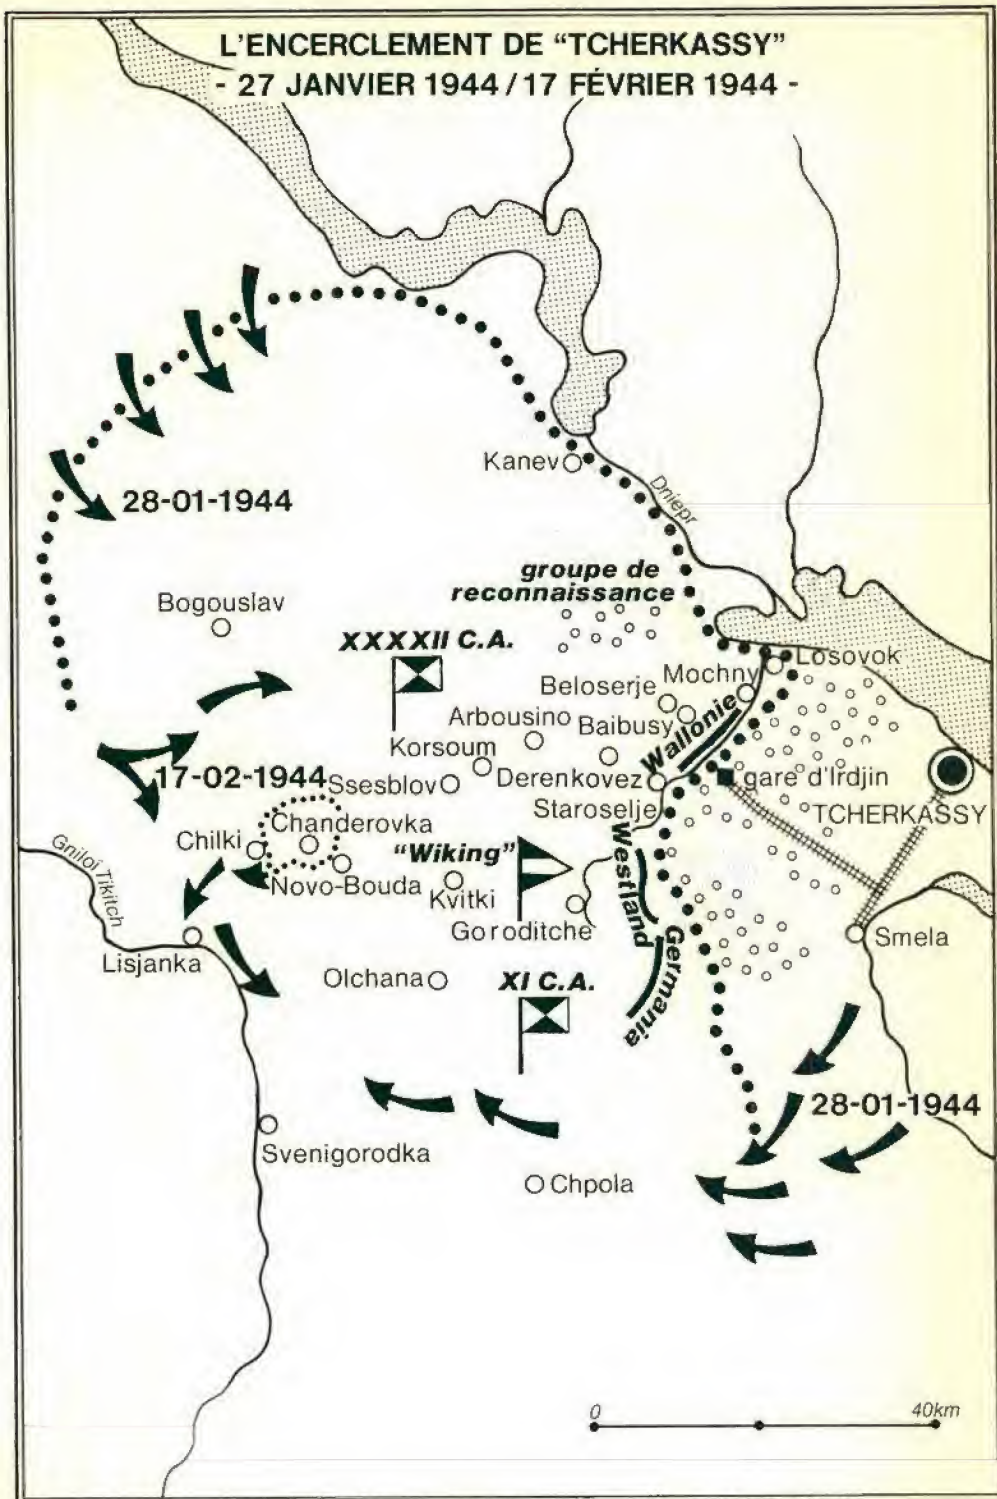 L'ENCERCLEMENT DE "TCHERKASSY"
- 27 JANVIER 1944 / 17 FÉVRIER 1944 -
Kanev
Dniepr
28-01-1944
groupe de
reconnaissance
Bogouslav
XXXXII C.A.
Losovok
Mochny
Beloserje
Arbousino
Baibusy
Wallonie
Korsoum
17-02-1944
Ssesblov
Derenkovez
gare d'Irdjin
Staroselje
TCHERKASSY
Chanderovka
Chilki
Gniloï Tikitch
"Wiking"
Westland
Novo-Bouda
Kvitki
Goroditche
Germania
Smela
Lisjanka
Olchana
XI C.A.
28-01-1944
Svenigorodka
Chpola
0
40km